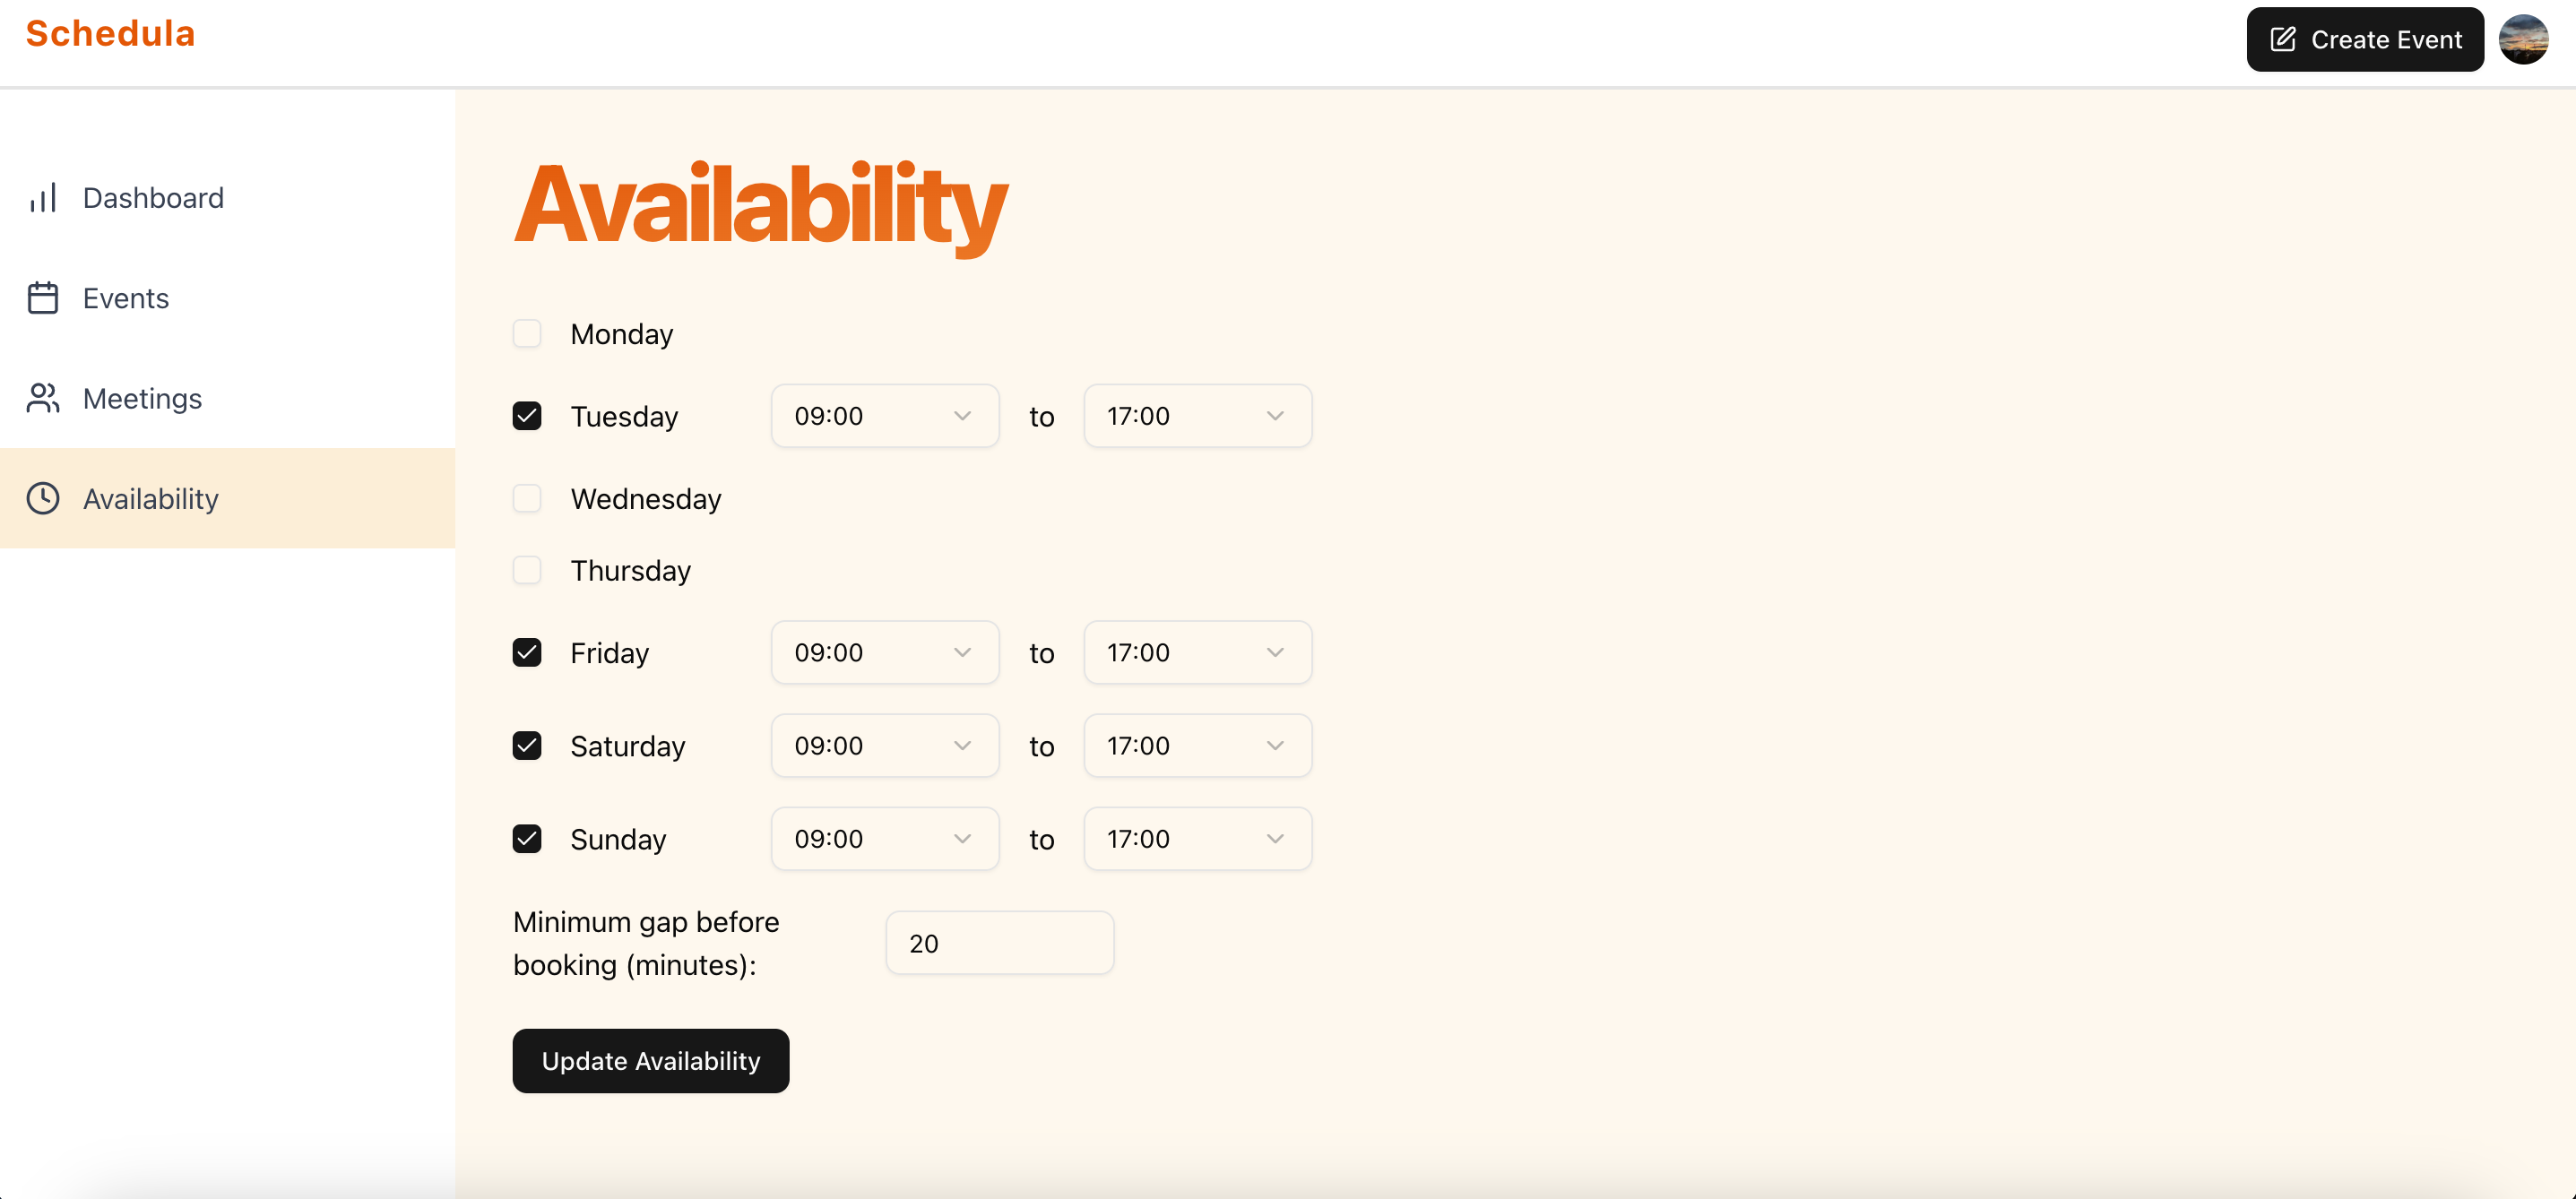 Schedula
Create Event
Dashboard
Events
Meetings
Availability
Availability
Monday
Tuesday 09:00 to 17:00
Wednesday
Thursday
Friday 09:00 to 17:00
Saturday 09:00 to 17:00
Sunday 09:00 to 17:00
Minimum gap before
booking (minutes):
20
Update Availability